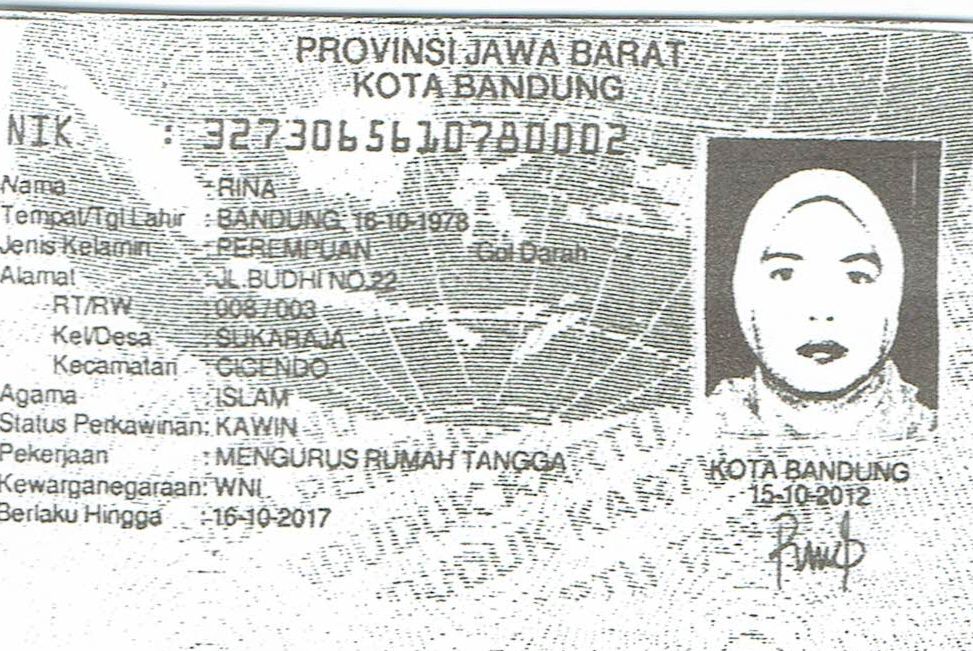 PROVINSI JAWA BARAT
KOTA BANDUNG
NIK : 3273065610780002
Nama : RINA
Tempat/Tgl Lahir : BANDUNG, 16-10-1978
Jenis Kelamin : PEREMPUAN Gol Darah
Alamat : JL.BUDHI NO.22
RT/RW : 008 / 003
Kel/Desa : SUKARAJA
Kecamatan : CICENDO
Agama : ISLAM
Status Perkawinan: KAWIN
Pekerjaan : MENGURUS RUMAH TANGGA
Kewarganegaraan: WNI
Berlaku Hingga : 16-10-2017
KOTA BANDUNG
15-10-2012